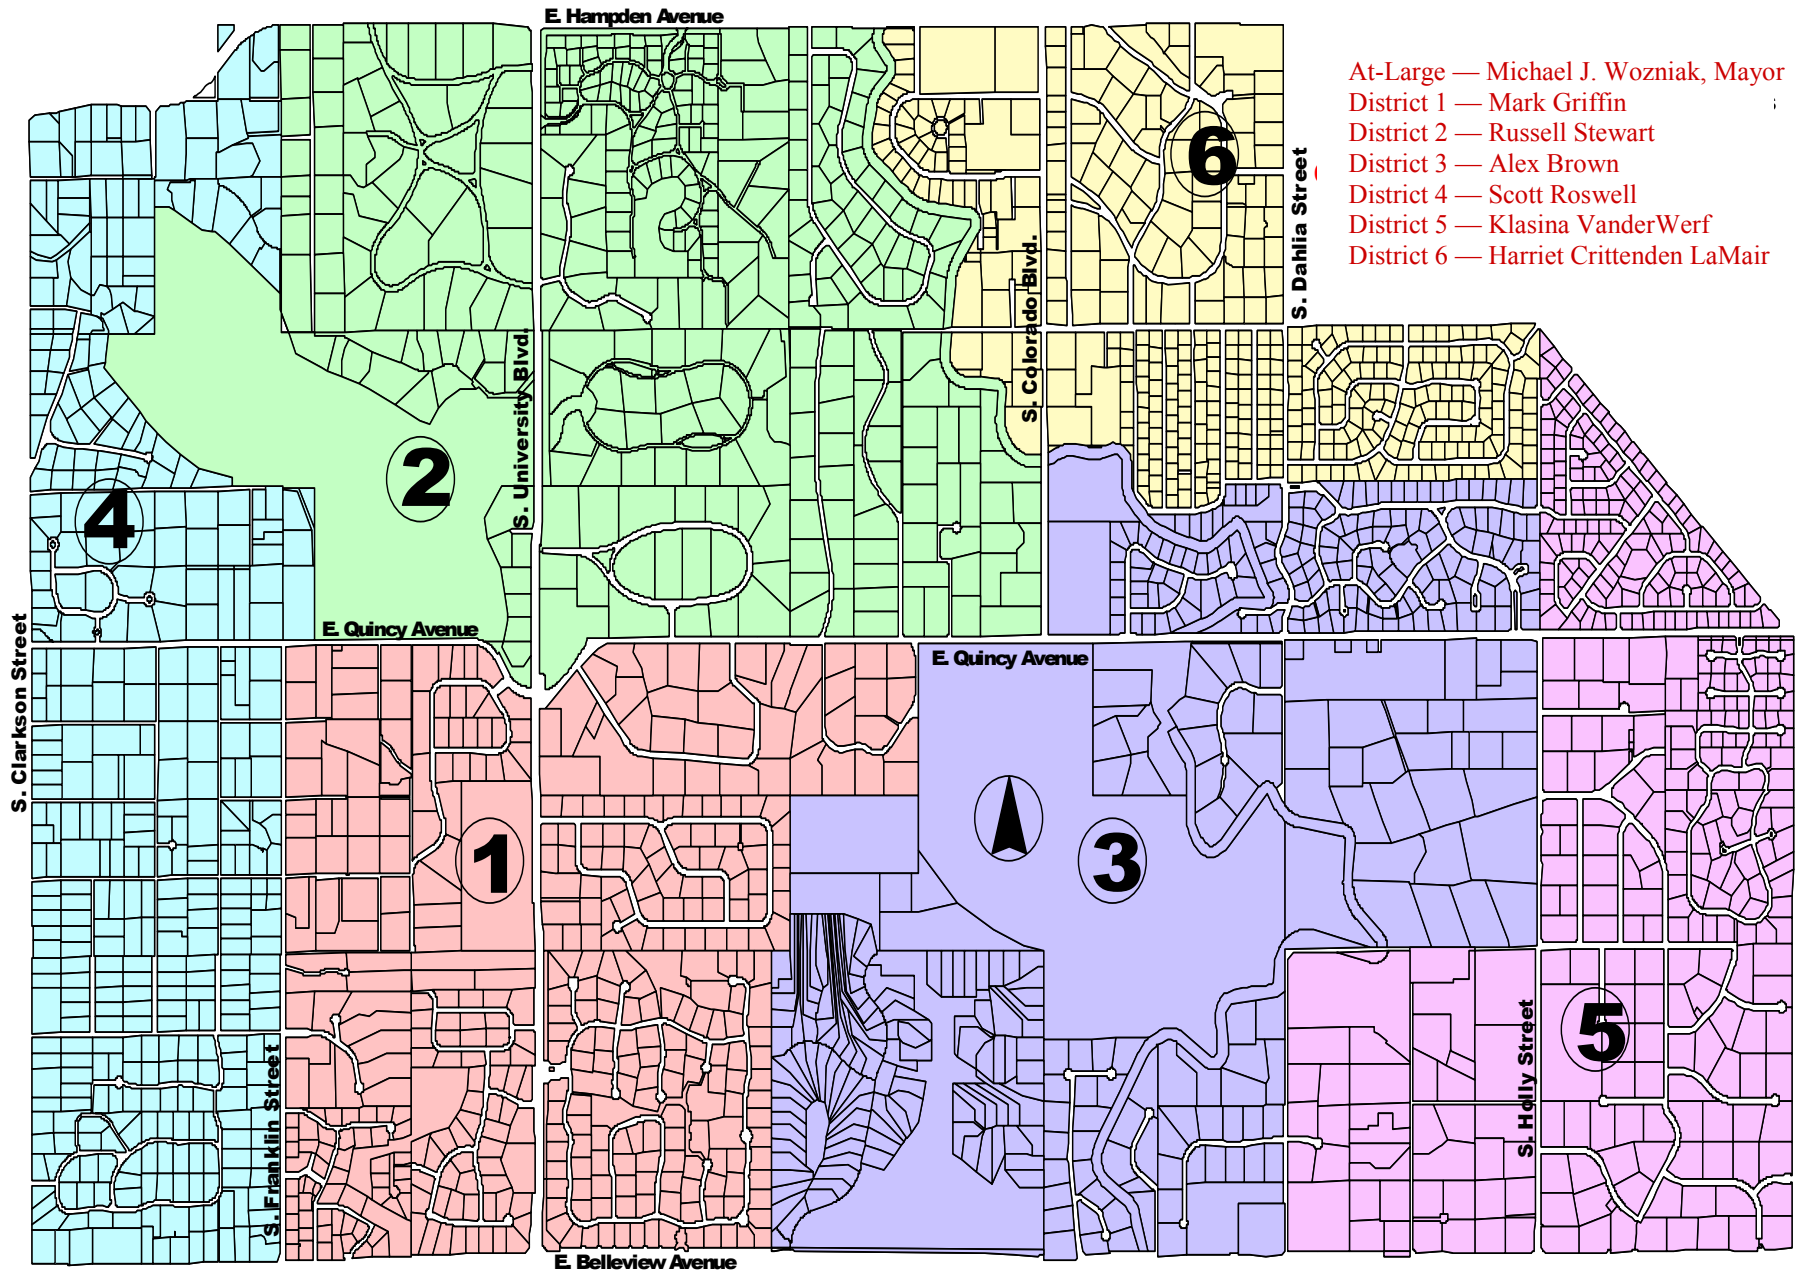 E. Hampden Avenue
At-Large — Michael J. Wozniak, Mayor
District 1 — Mark Griffin
District 2 — Russell Stewart
District 3 — Alex Brown
District 4 — Scott Roswell
District 5 — Klasina VanderWerf
District 6 — Harriet Crittenden LaMair
6
S. Dahlia Street
S. Colorado Blvd.
S. University Blvd.
2
4
E. Quincy Avenue
E. Quincy Avenue
S. Clarkson Street
1
3
5
S. Holly Street
S. Franklin Street
E. Belleview Avenue